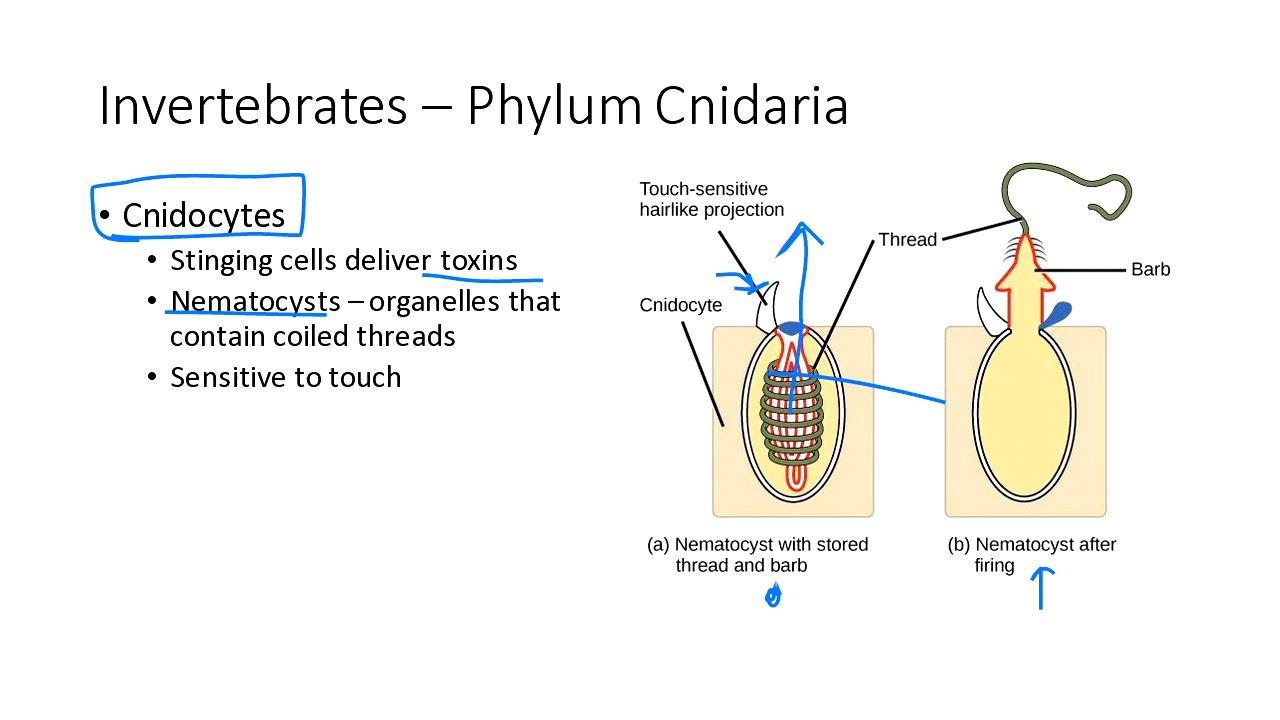 Invertebrates – Phylum Cnidaria
• Cnidocytes
• Stinging cells deliver toxins
• Nematocysts – organelles that
contain coiled threads
• Sensitive to touch
Touch-sensitive
hairlike projection
Thread
Barb
Cnidocyte
(a) Nematocyst with stored
thread and barb
(b) Nematocyst after
firing